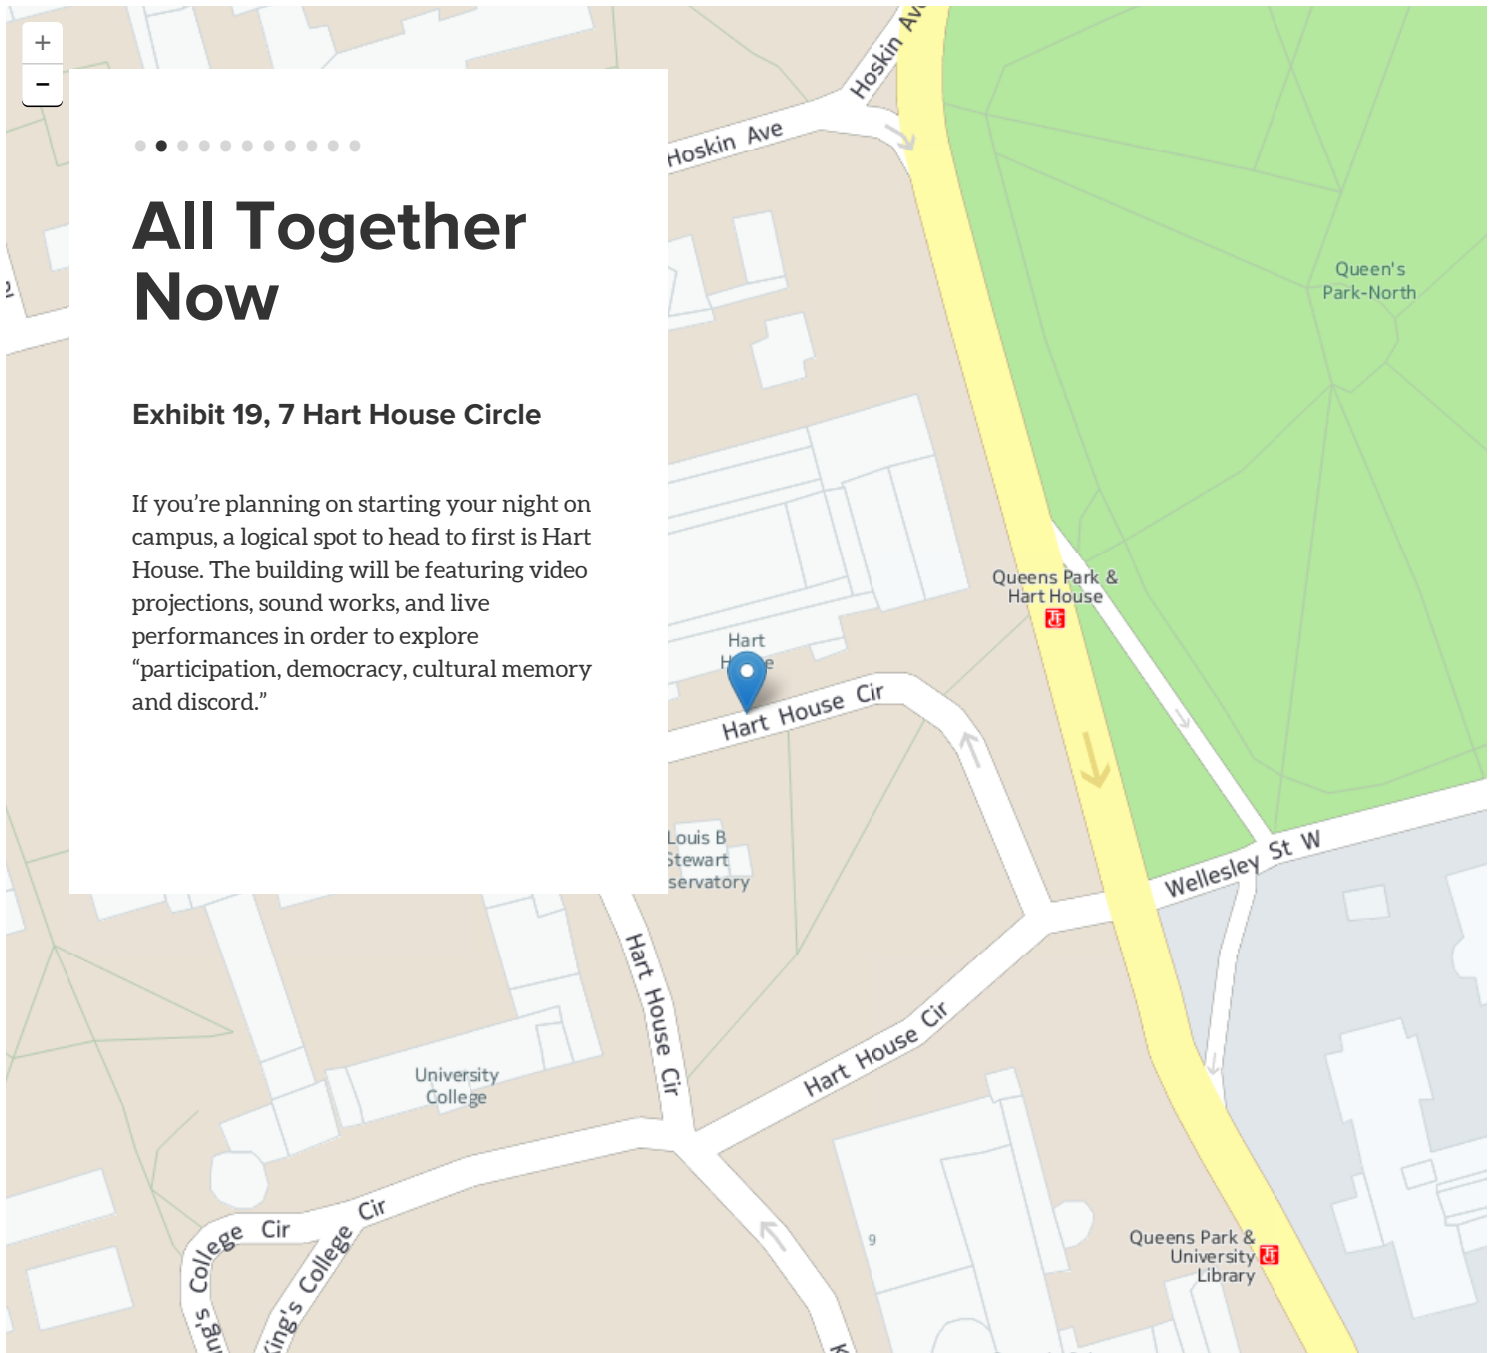 +
−
All Together
Now
Exhibit 19, 7 Hart House Circle
If you’re planning on starting your night on
campus, a logical spot to head to first is Hart
House. The building will be featuring video
projections, sound works, and live
performances in order to explore
“participation, democracy, cultural memory
and discord.”
Hoskin Ave
Hoskin Ave
Queen's
Park-North
Queens Park &
Hart House
Hart
Hart House Cir
Louis B
Stewart
servatory
Wellesley St W
Hart House Cir
Hart House Cir
University
College
College Cir
King's College Cir
9
Queens Park &
University
Library